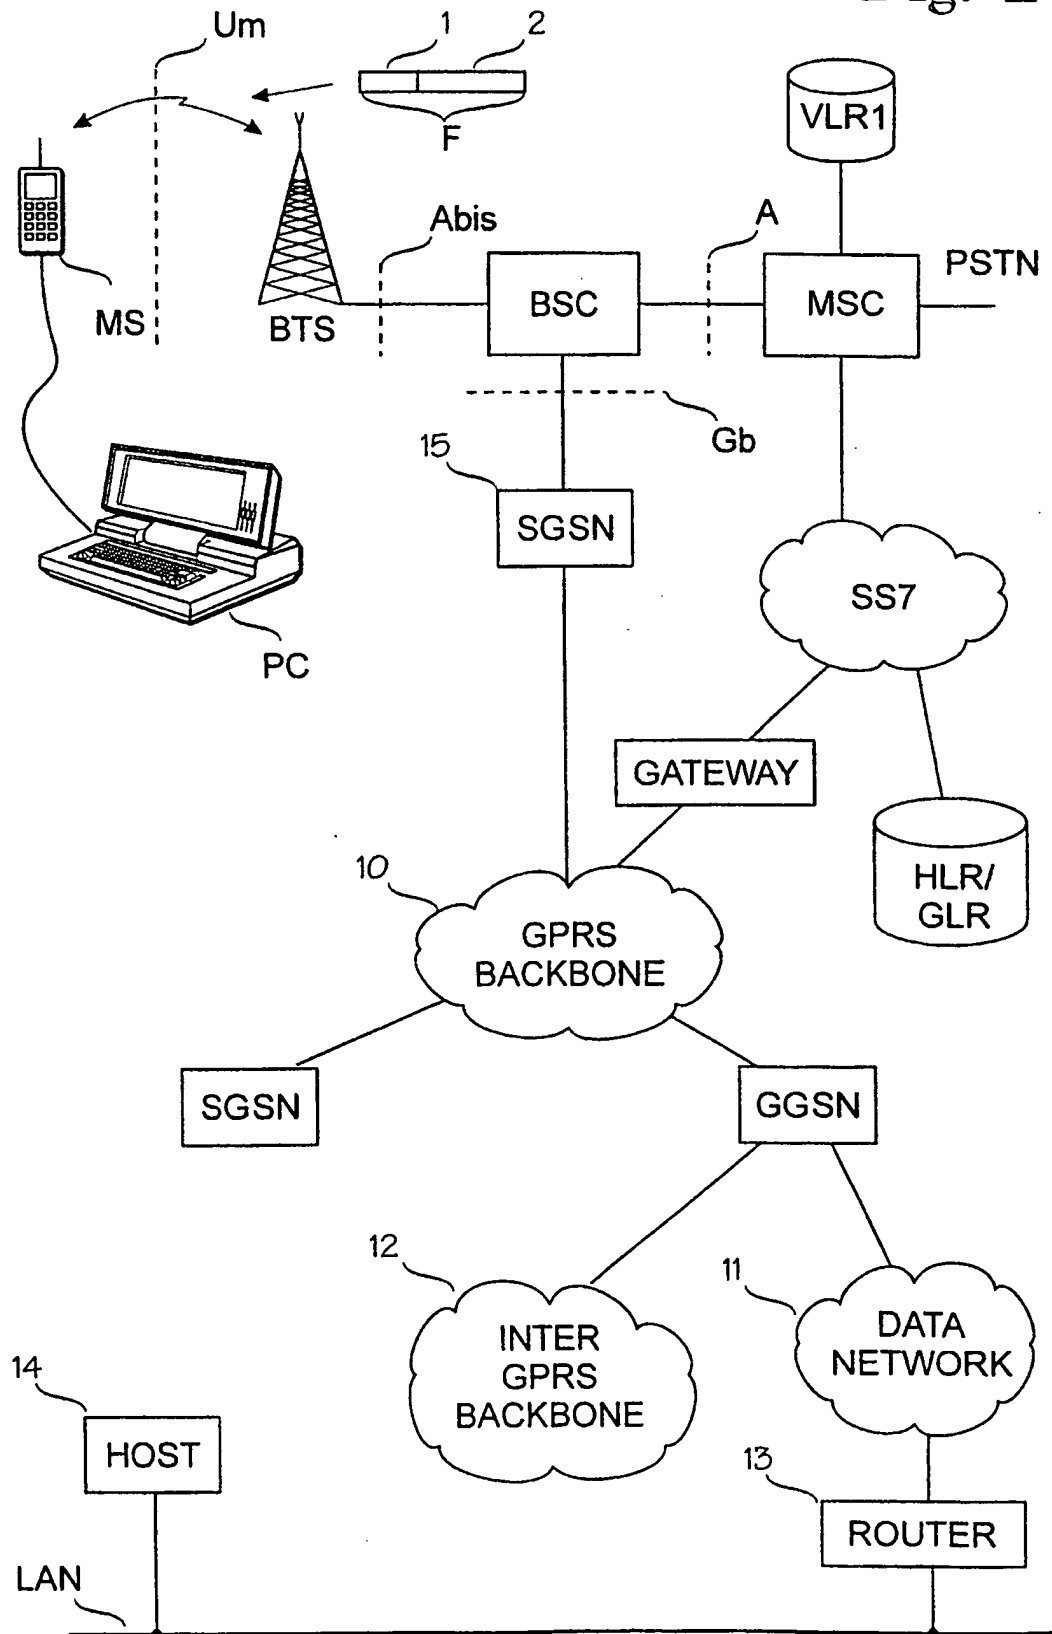 Um
1
2
F
VLR1
Abis
A
PSTN
MS
BTS
BSC
MSC
Gb
15
SGSN
SS7
PC
GATEWAY
HLR/
GLR
10
GPRS
BACKBONE
SGSN
GGSN
12
INTER
GPRS
BACKBONE
11
DATA
NETWORK
14
HOST
13
ROUTER
LAN